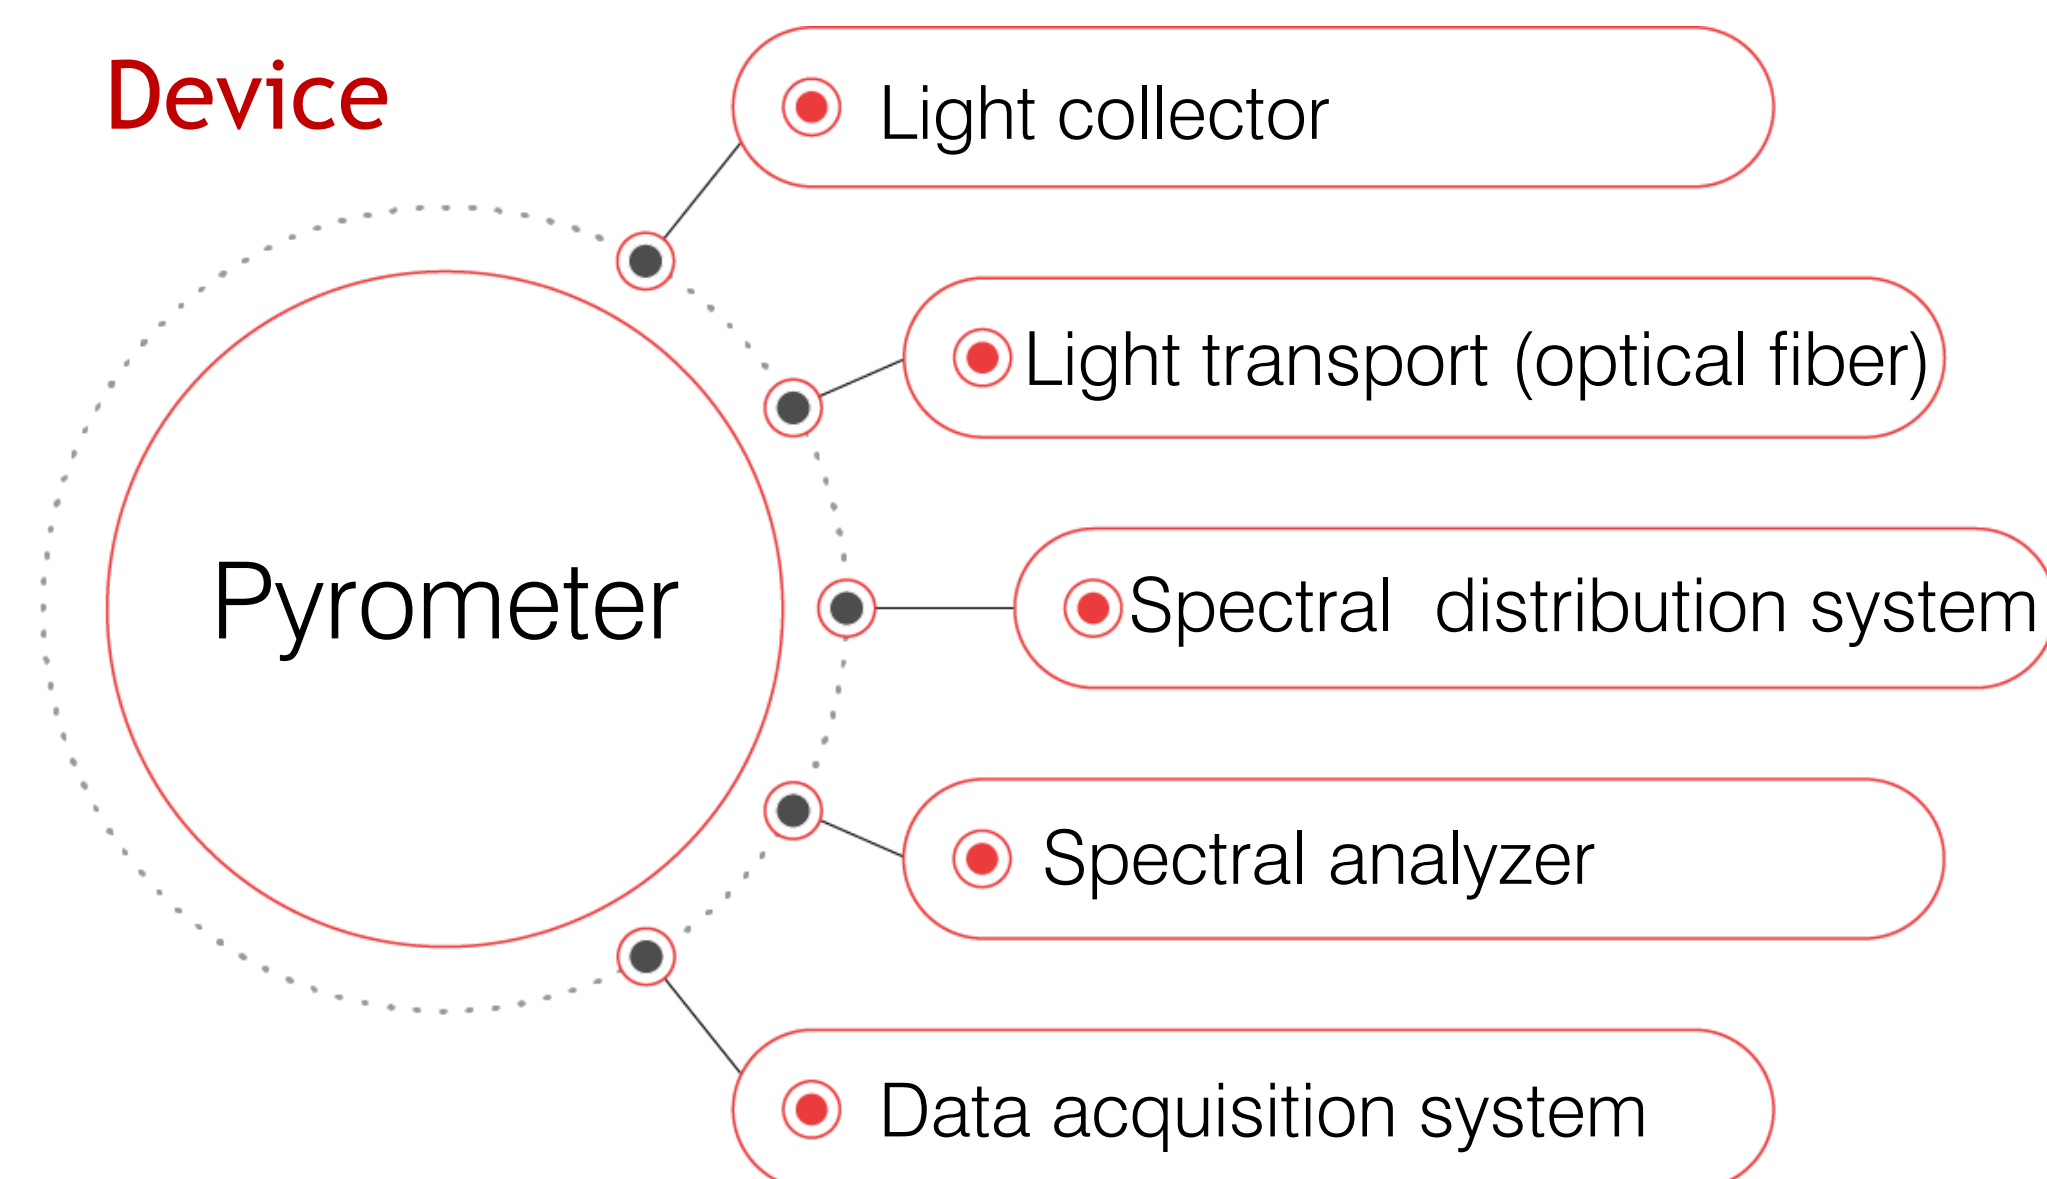 Device
Light collector
Light transport (optical fiber)
Pyrometer
Spectral  distribution system
Spectral analyzer
Data acquisition system